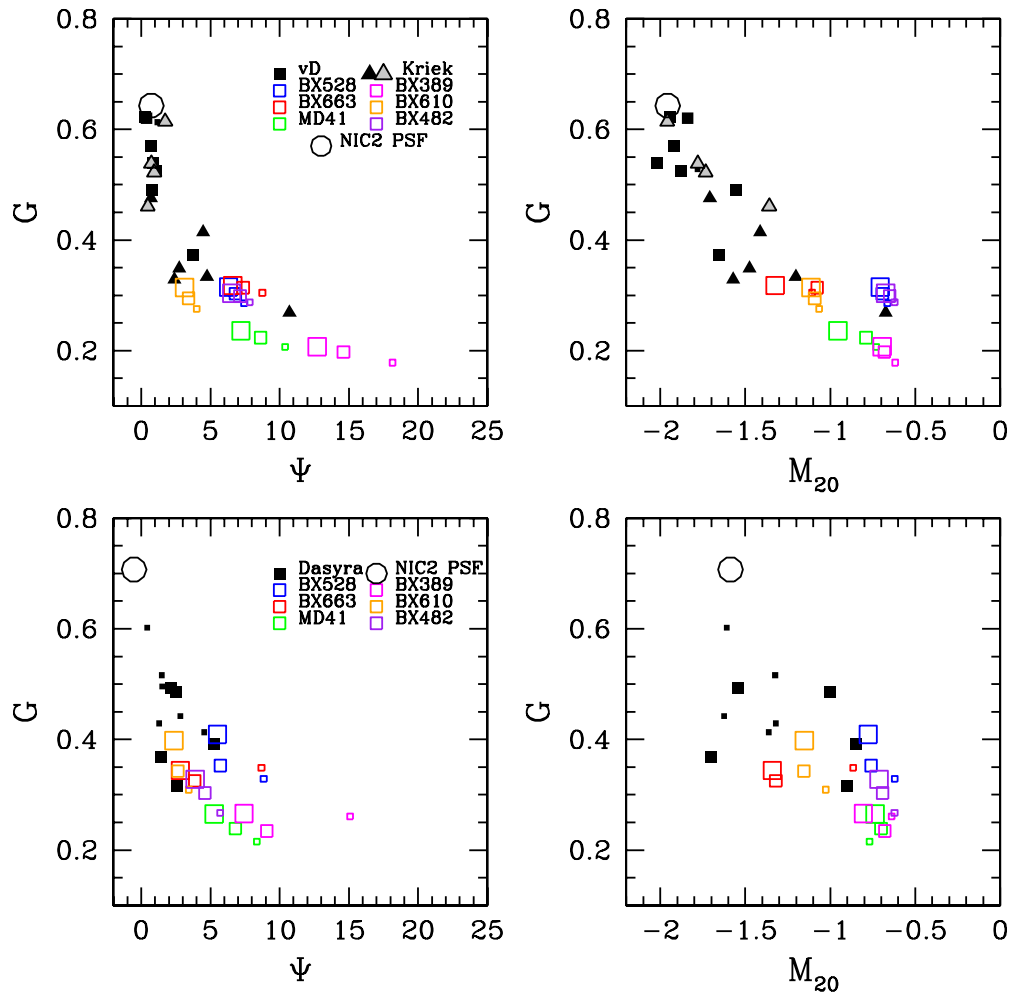 0.8
0.6
0.4
0.2
G
vD Kriek
BX528 BX389
BX663 BX610
MD41 BX482
NIC2 PSF
0 5 10 15 20 25
Ψ
0.8
0.6
0.4
0.2
G
-2 -1.5 -1 -0.5 0
M20
0.8
0.6
0.4
0.2
G
Dasyra NIC2 PSF
BX528 BX389
BX663 BX610
MD41 BX482
0 5 10 15 20 25
Ψ
0.8
0.6
0.4
0.2
G
-2 -1.5 -1 -0.5 0
M20